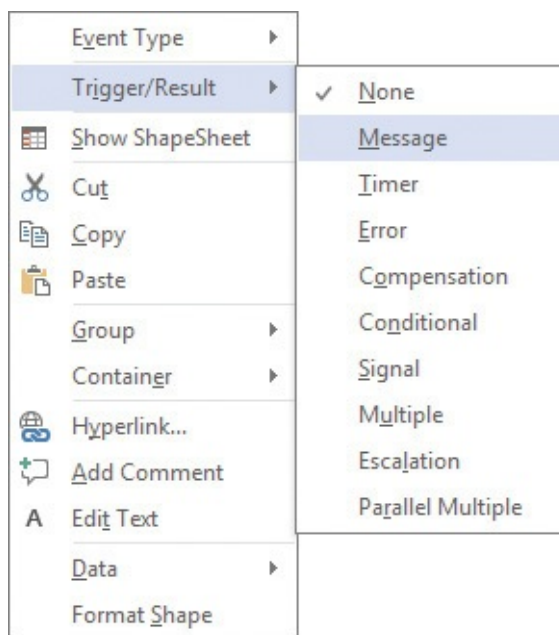 Event Type
Trigger/Result
Show ShapeSheet
Cut
Copy
Paste
Group
Container
Hyperlink...
Add Comment
A Edit Text
Data
Format Shape
None
Message
Timer
Error
Compensation
Conditional
Signal
Multiple
Escalation
Parallel Multiple